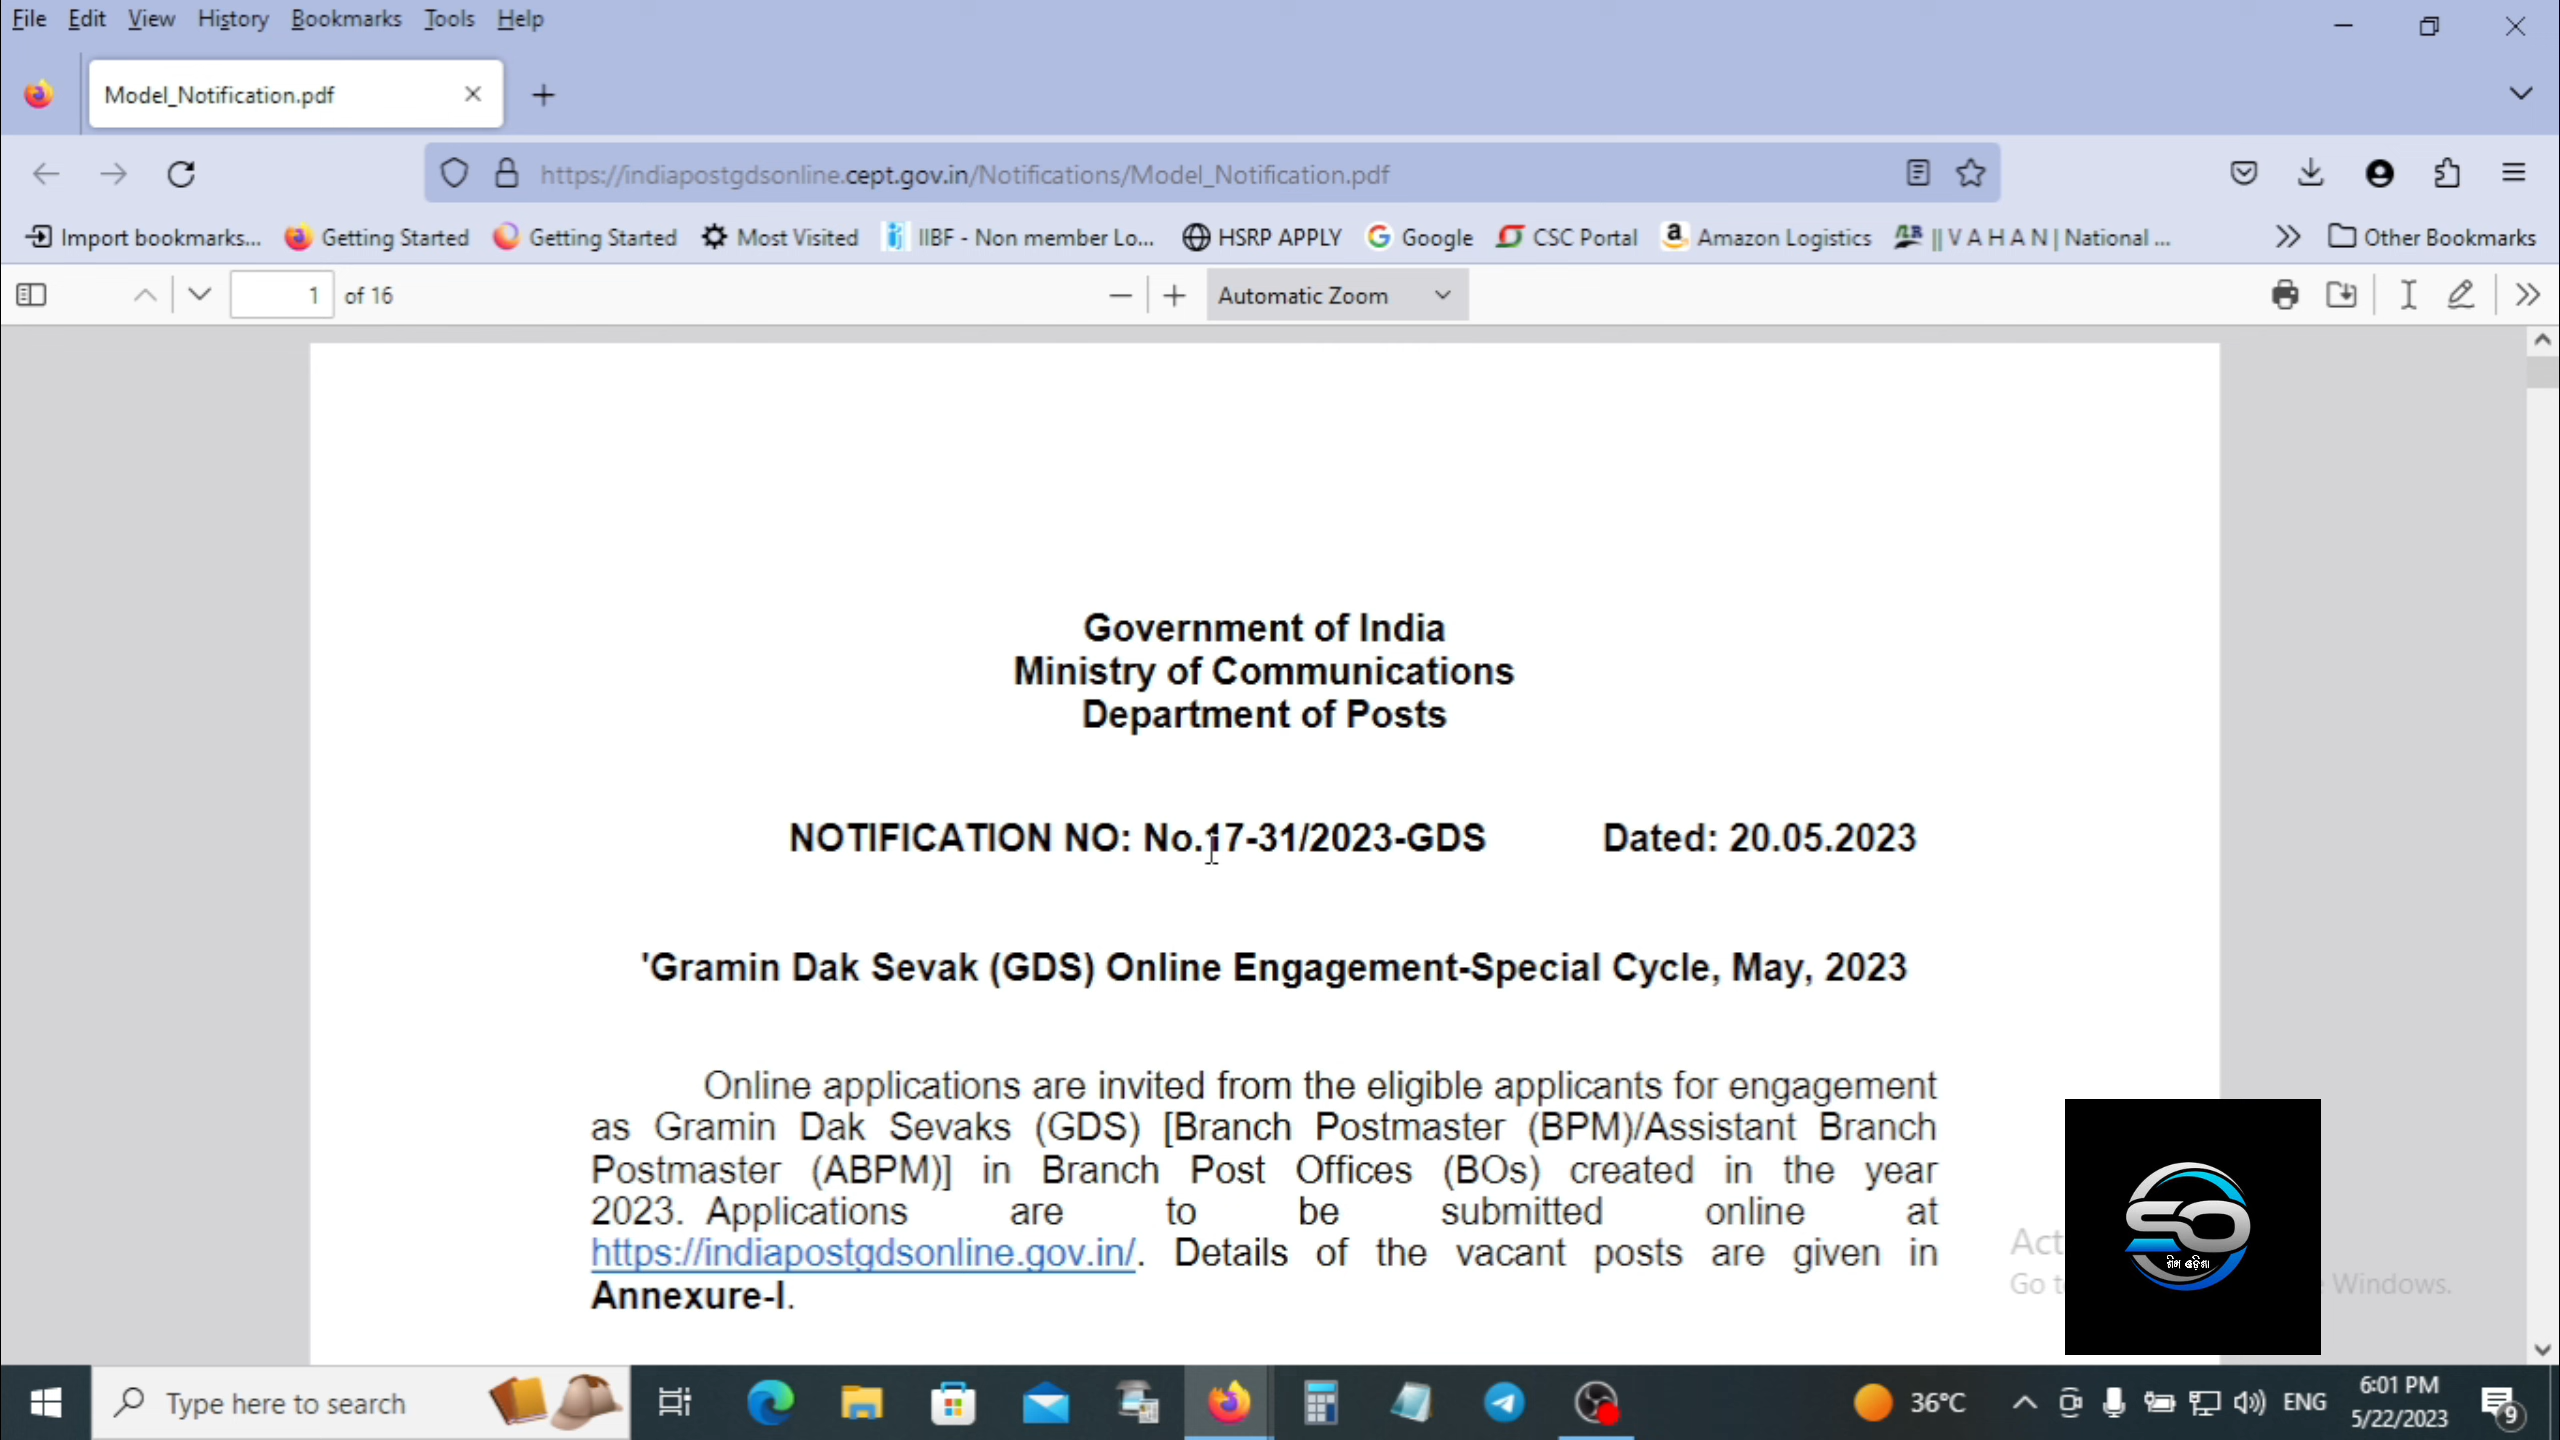 File Edit View History Bookmarks Tools Help
Model_Notification.pdf
https://indiapostgdsonline.cept.gov.in/Notifications/Model_Notification.pdf
Import bookmarks... Getting Started Getting Started Most Visited IIBF - Non member Lo... HSRP APPLY Google CSC Portal Amazon Logistics || V A H A N | National ... Other Bookmarks
1 of 16 Automatic Zoom
Government of India
Ministry of Communications
Department of Posts
NOTIFICATION NO: No.17-31/2023-GDS Dated: 20.05.2023
'Gramin Dak Sevak (GDS) Online Engagement-Special Cycle, May, 2023
Online applications are invited from the eligible applicants for engagement
as Gramin Dak Sevaks (GDS) [Branch Postmaster (BPM)/Assistant Branch
Postmaster (ABPM)] in Branch Post Offices (BOs) created in the year
2023. Applications are to be submitted online at
https://indiapostgdsonline.gov.in/. Details of the vacant posts are given in
Annexure-I.
Act
Go t Windows.
SO
Type here to search
36°C
ENG
6:01 PM
5/22/2023
9